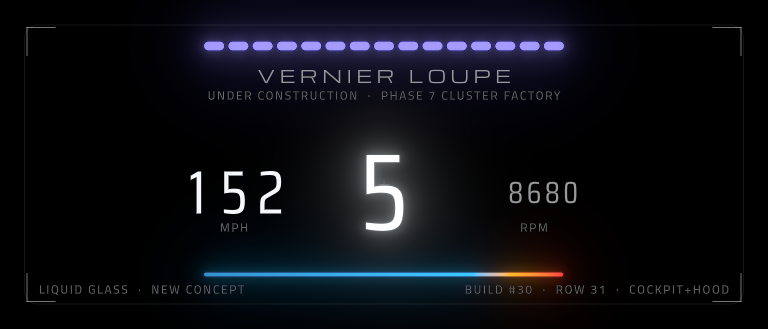 VERNIER LOUPE
UNDER CONSTRUCTION · PHASE 7 CLUSTER FACTORY
152
MPH
5
8680
RPM
LIQUID GLASS · NEW CONCEPT
BUILD #30 · ROW 31 · COCKPIT+HOOD